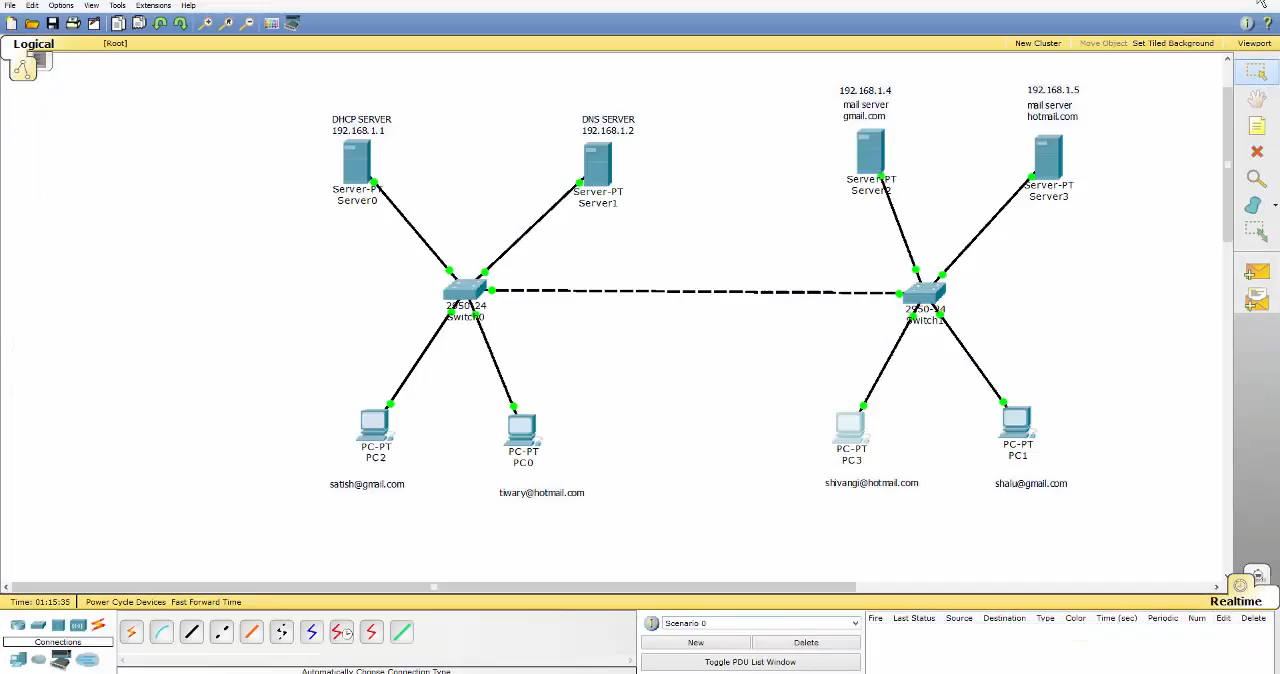 File Edit Options View Tools Extensions Help
Logical [Root] New Cluster Move Object Set Tiled Background Viewport
192.168.1.4
mail server
gmail.com
192.168.1.5
mail server
hotmail.com
DHCP SERVER
192.168.1.1
DNS SERVER
192.168.1.2
Server-PT
Server0
Server-PT
Server1
Server-PT
Server2
Server-PT
Server3
2950-24
Switch0
2950-24
Switch1
PC-PT
PC2
PC-PT
PC0
PC-PT
PC3
PC-PT
PC1
satish@gmail.com
tiwary@hotmail.com
shivangi@hotmail.com
shalu@gmail.com
Time: 01:15:35 Power Cycle Devices Fast Forward Time Realtime
Scenario 0
Fire Last Status Source Destination Type Color Time (sec) Periodic Num Edit Delete
Connections
New Delete
Toggle PDU List Window
Automatically Choose Connection Type